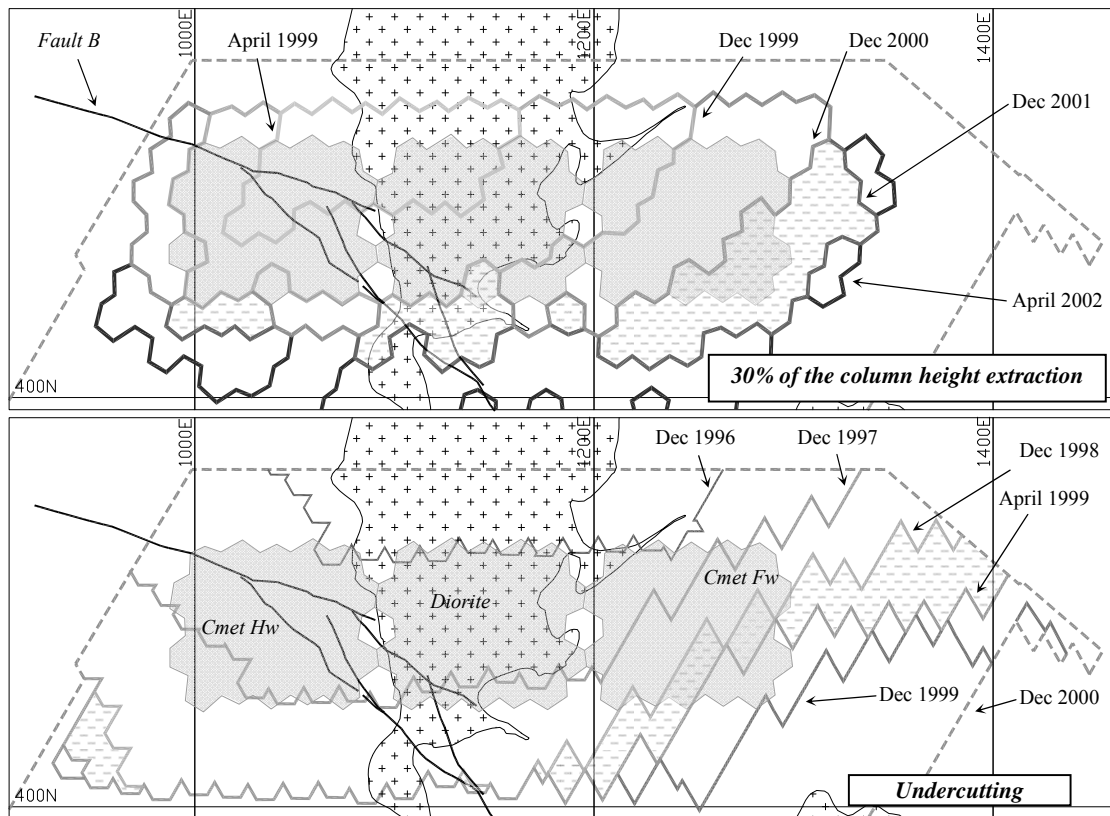 1000E
1200E
1400E
Fault B
April 1999
Dec 1999
Dec 2000
Dec 2001
April 2002
400N
30% of the column height extraction
1000E
1200E
1400E
Dec 1996
Dec 1997
Dec 1998
April 1999
Cmet Fw
Diorite
Cmet Hw
Dec 1999
Dec 2000
400N
Undercutting